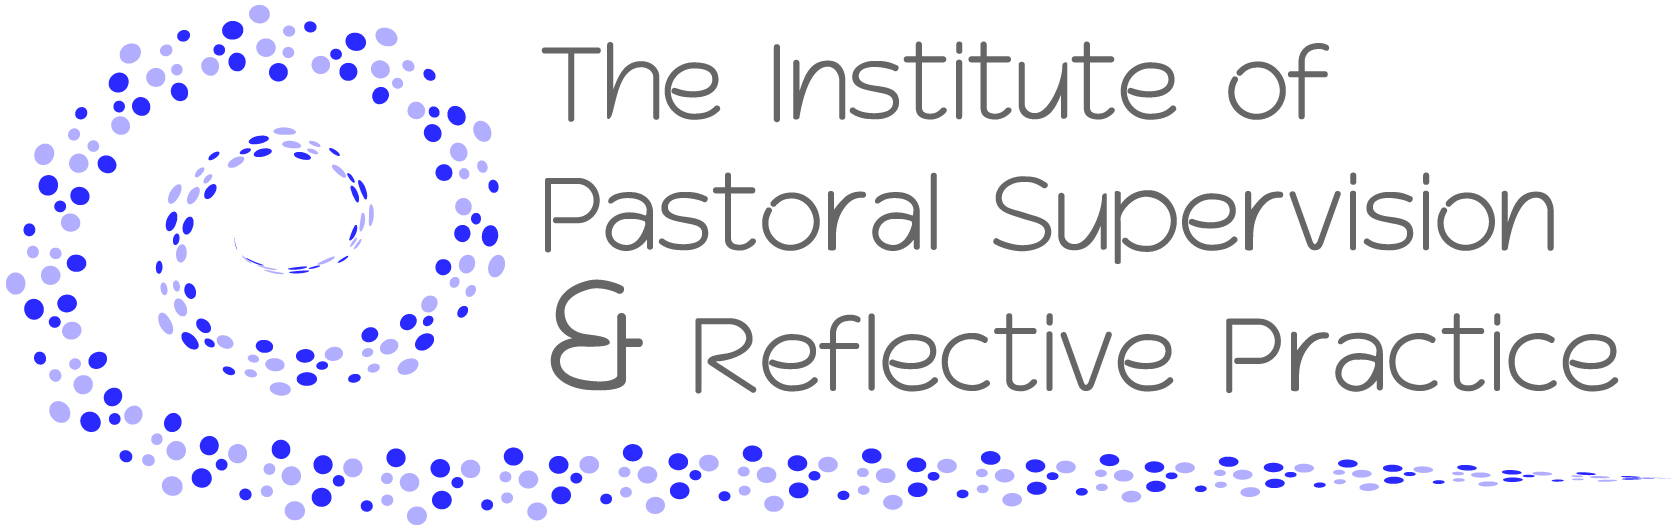 The Institute of
Pastoral Supervision
& Reflective Practice